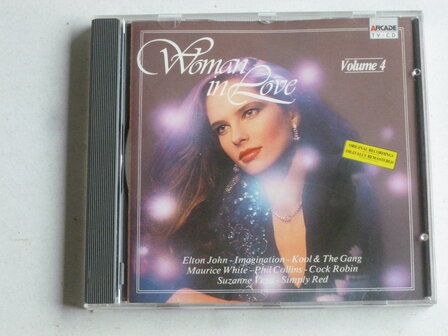 ARCADE
TV-CD
Woman
in Love
Volume 4
ORIGINAL RECORDINGS
DIGITALLY REMASTERED
Elton John - Imagination - Kool & The Gang
Maurice White - Phil Collins - Cock Robin
Suzanne Vega - Simply Red